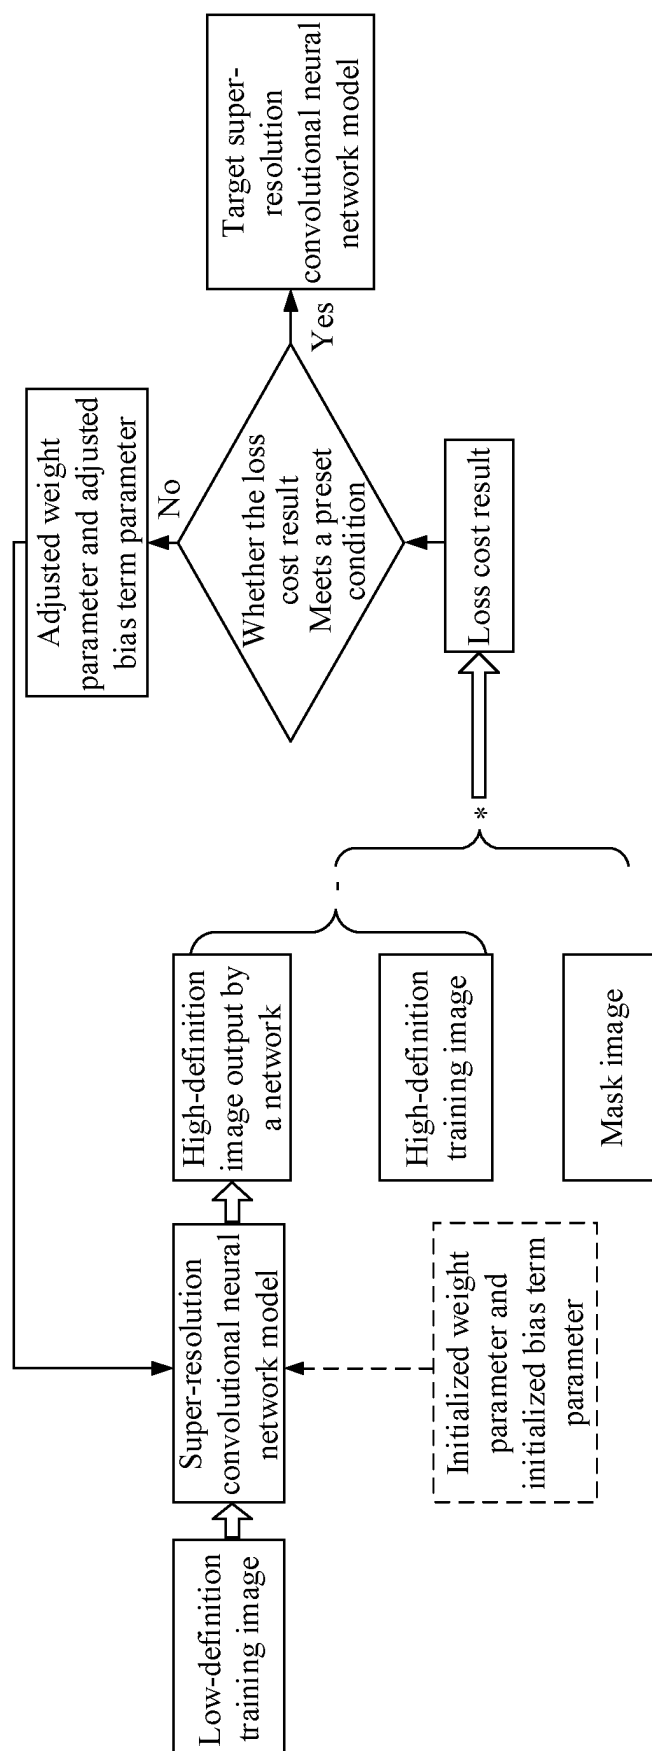 Low-definition
training image
Super-resolution
convolutional neural
network model
Initialized weight
parameter and
initialized bias term
parameter
High-definition
image output by
a network
High-definition
training image
Mask image
-
*
Loss cost result
Whether the loss
cost result
Meets a preset
condition
No
Adjusted weight
parameter and adjusted
bias term parameter
Yes
Target super-
resolution
convolutional neural
network model